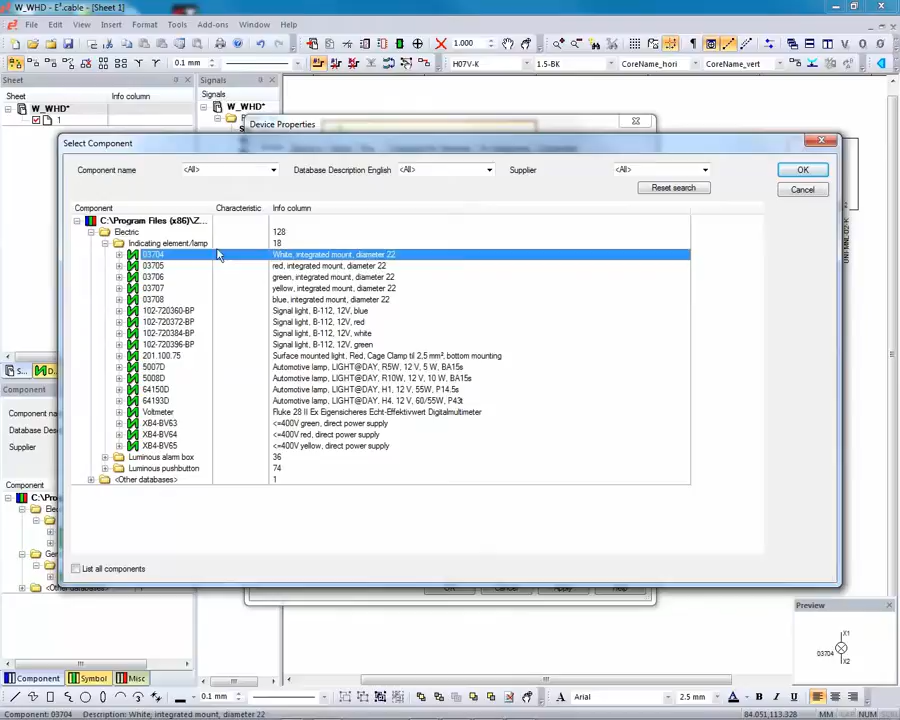 W_WHD - E³.cable - [Sheet 1]
File Edit View Insert Format Tools Add-ons Window Help
1.000
0.1 mm H07V-K 1.5-BK CoreName_hori CoreName_vert
Sheet Signals
Sheet Info column Signals
W_WHD* W_WHD*
1
Device Properties
Select Component
Component name <All> Database Description English <All> Supplier <All> OK
Reset search Cancel
Component Characteristic Info column
C:\Program Files (x86)\Z...
Electric 128
Indicating element/lamp 18
03704 White, integrated mount, diameter 22
03705 red, integrated mount, diameter 22
03706 green, integrated mount, diameter 22
03707 yellow, integrated mount, diameter 22
03708 blue, integrated mount, diameter 22
102-720360-BP Signal light, B-112, 12V, blue
102-720372-BP Signal light, B-112, 12V, red
102-720384-BP Signal light, B-112, 12V, white
102-720396-BP Signal light, B-112, 12V, green
201.100.75 Surface mounted light, Red, Cage Clamp til 2,5 mm², bottom mounting
5007D Automotive lamp, LIGHT@DAY, R5W, 12 V, 5 W, BA15s
5008D Automotive lamp, LIGHT@DAY, R10W, 12 V, 10 W, BA15s
64150D Automotive lamp, LIGHT@DAY, H1, 12 V, 55W, P14.5s
64193D Automotive lamp, LIGHT@DAY, H4, 12 V, 60/55W, P43t
Voltmeter Fluke 28 II Ex Eigensicheres Echt-Effektivwert Digitalmultimeter
XB4-BV63 <=400V green, direct power supply
XB4-BV64 <=400V red, direct power supply
XB4-BV65 <=400V yellow, direct power supply
Luminous alarm box 36
Luminous pushbutton 74
<Other databases> 1
List all components
S... D...
Component
Component na
Database Des
Supplier
Component
C:\Pro
Ele
Ge
<Other databases>
OK Cancel Apply Help
Preview
X1
03704
X2
Component Symbol Misc
0.1 mm Arial 2.5 mm A B I U
Component: 03704 Description: White, integrated mount, diameter 22 84.051,113.328 MM CAP NUM